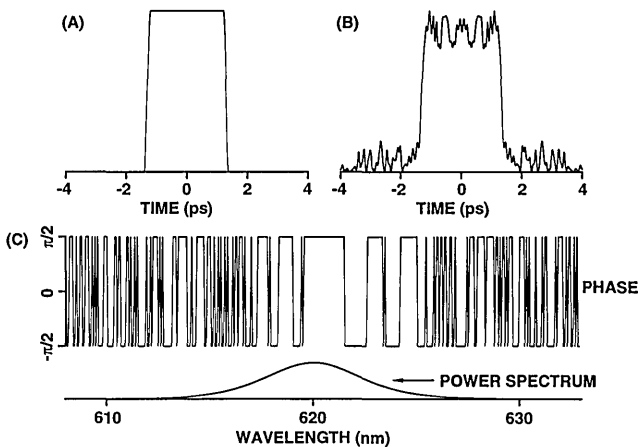 (A)
(B)
-4 -2 0 2 4
TIME (ps)
-4 -2 0 2 4
TIME (ps)
(C)
π/2
0
-π/2
PHASE
POWER SPECTRUM
610 620 630
WAVELENGTH (nm)